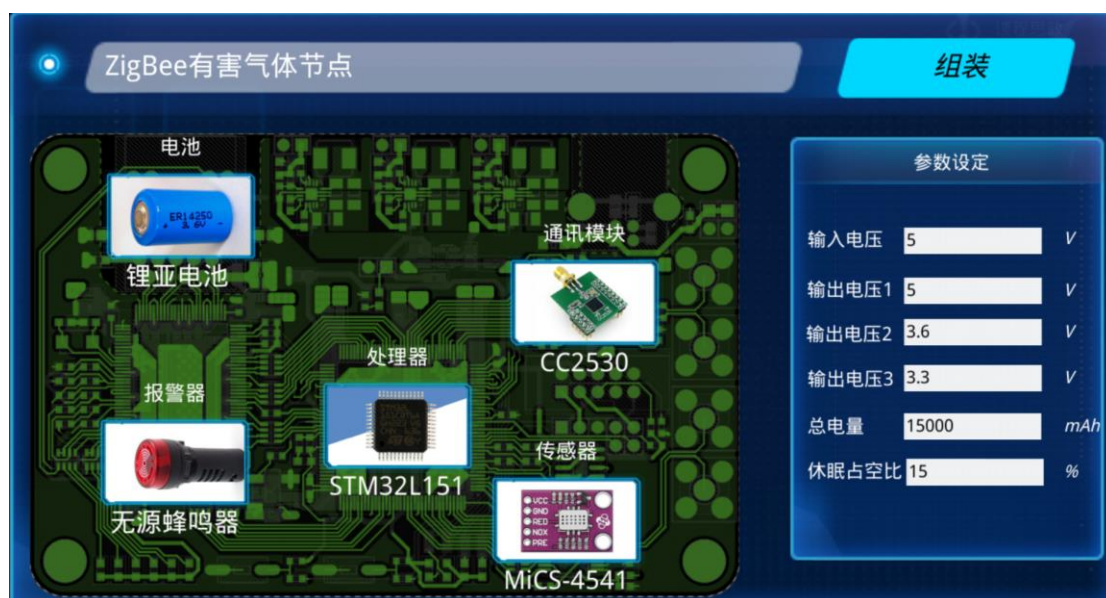 ZigBee有害气体节点
组装
电池
ER14250
3.6V
锂亚电池
通讯模块
CC2530
处理器
STM32L151
报警器
无源蜂鸣器
传感器
VCC
GND
RED
NOX
PRE
MiCS-4541
参数设定
输入电压 5 V
输出电压1 5 V
输出电压2 3.6 V
输出电压3 3.3 V
总电量 15000 mAh
休眠占空比 15 %